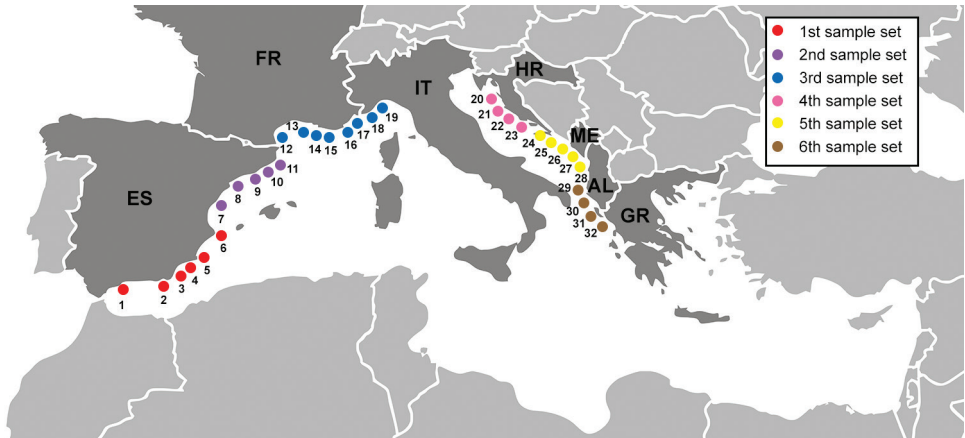 1st sample set
2nd sample set
3rd sample set
4th sample set
5th sample set
6th sample set
FR
HR
IT
ME
AL
GR
ES
1
2
3
4
5
6
7
8
9
10
11
12
13
14
15
16
17
18
19
20
21
22
23
24
25
26
27
28
29
30
31
32